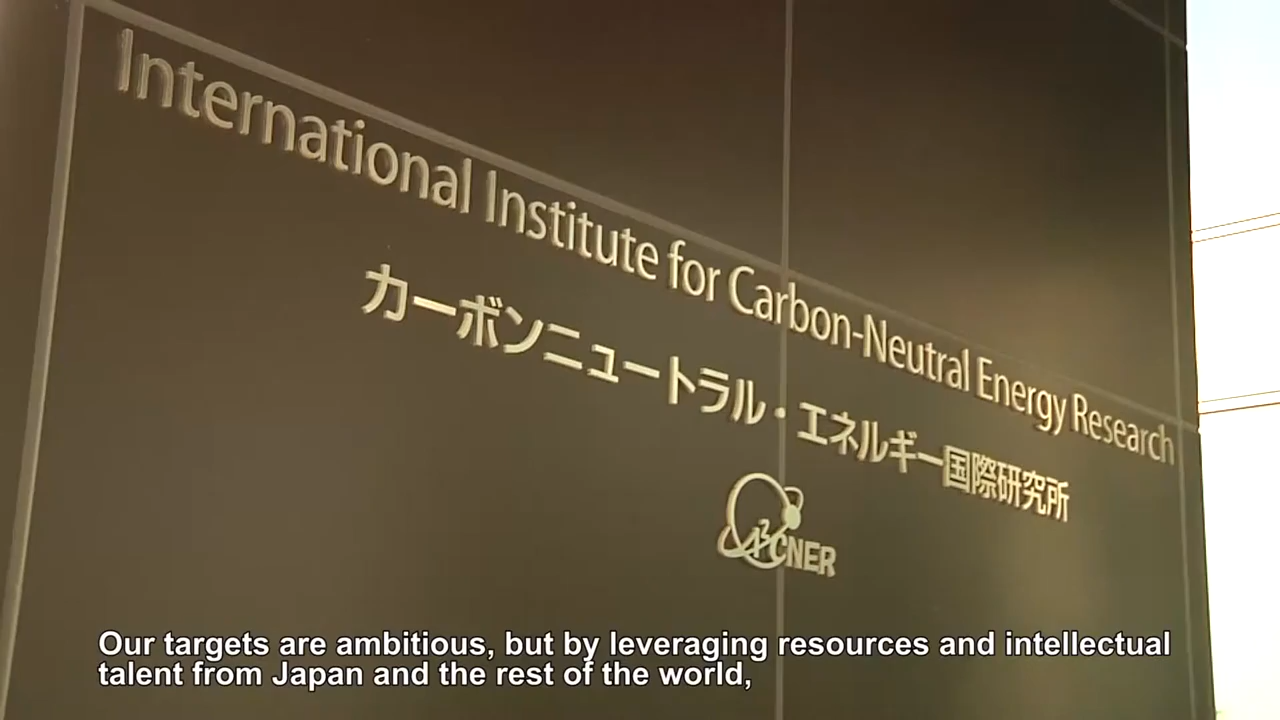 International Institute for Carbon-Neutral Energy Research
カーボンニュートラル・エネルギー国際研究所
I²CNER
Our targets are ambitious, but by leveraging resources and intellectual
talent from Japan and the rest of the world,